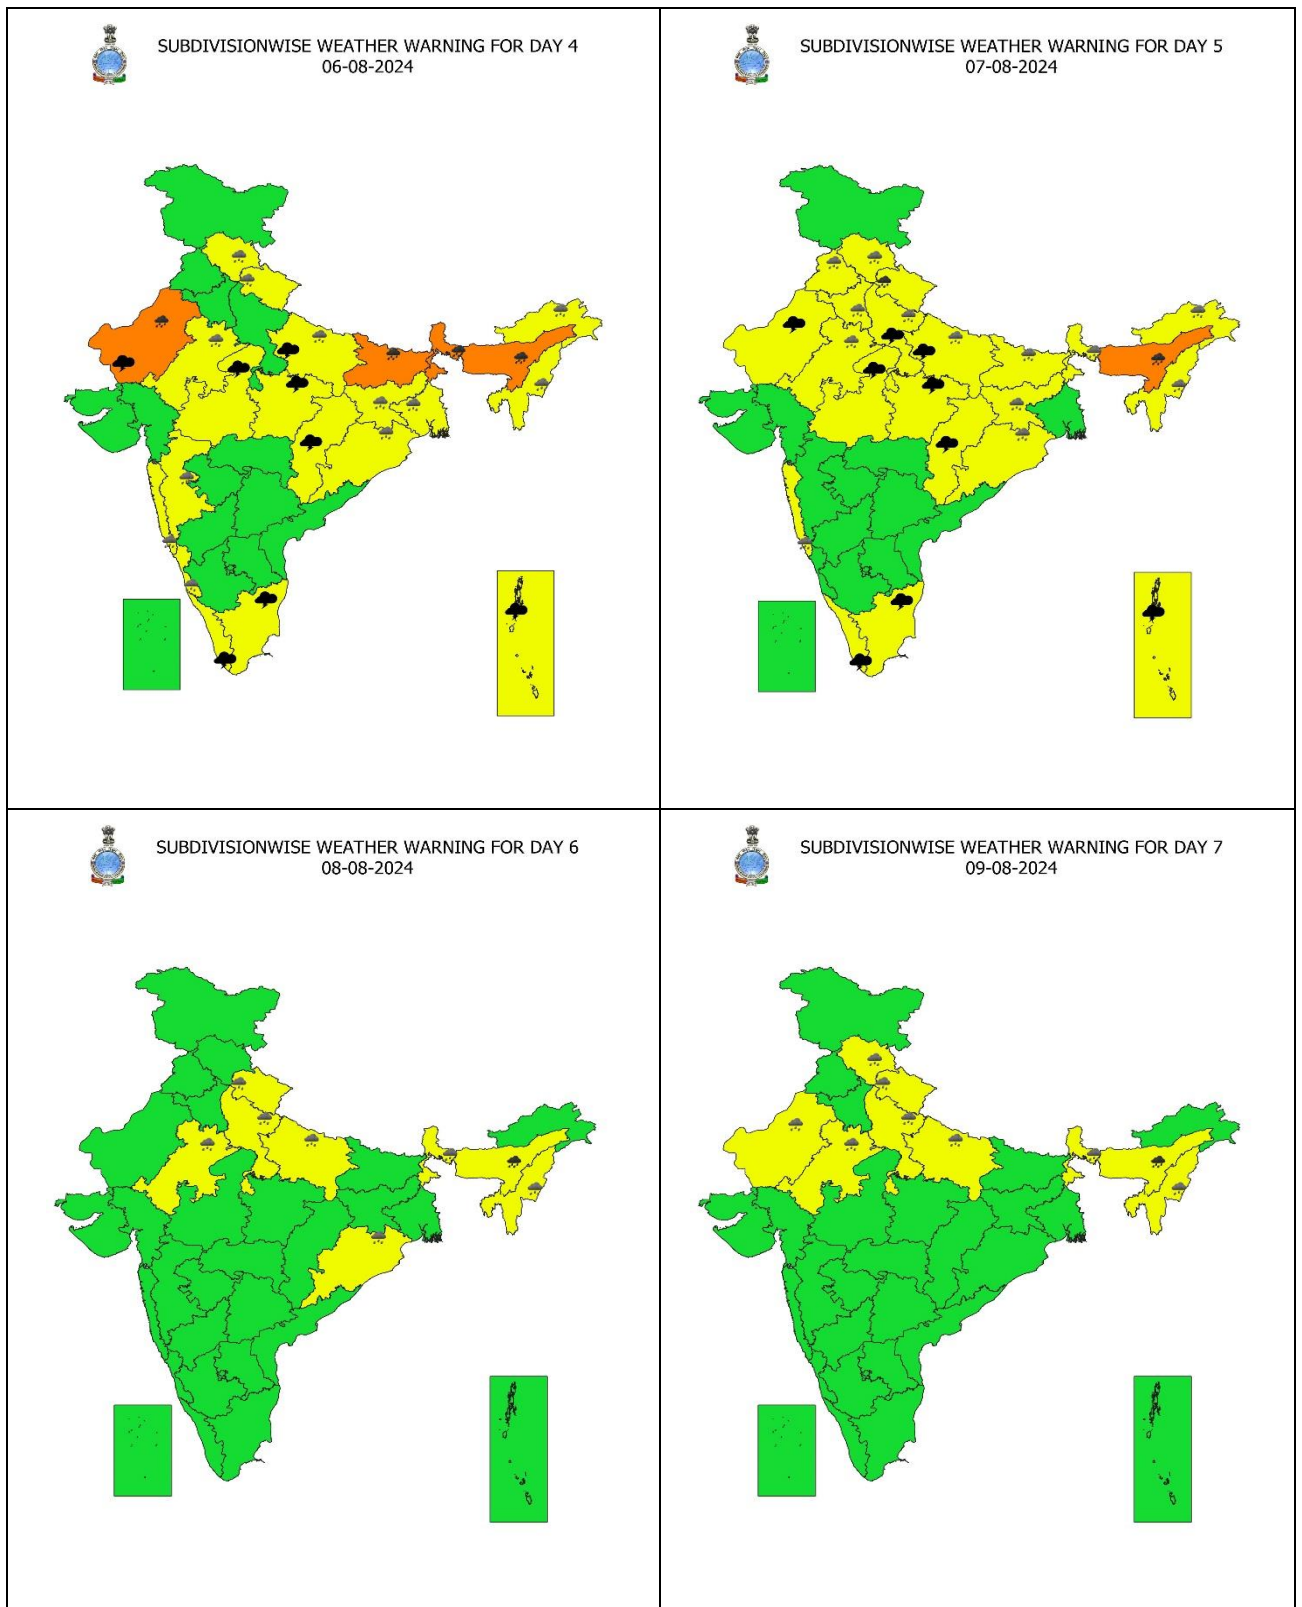 SUBDIVISIONWISE WEATHER WARNING FOR DAY 4
06-08-2024
SUBDIVISIONWISE WEATHER WARNING FOR DAY 5
07-08-2024
SUBDIVISIONWISE WEATHER WARNING FOR DAY 6
08-08-2024
SUBDIVISIONWISE WEATHER WARNING FOR DAY 7
09-08-2024